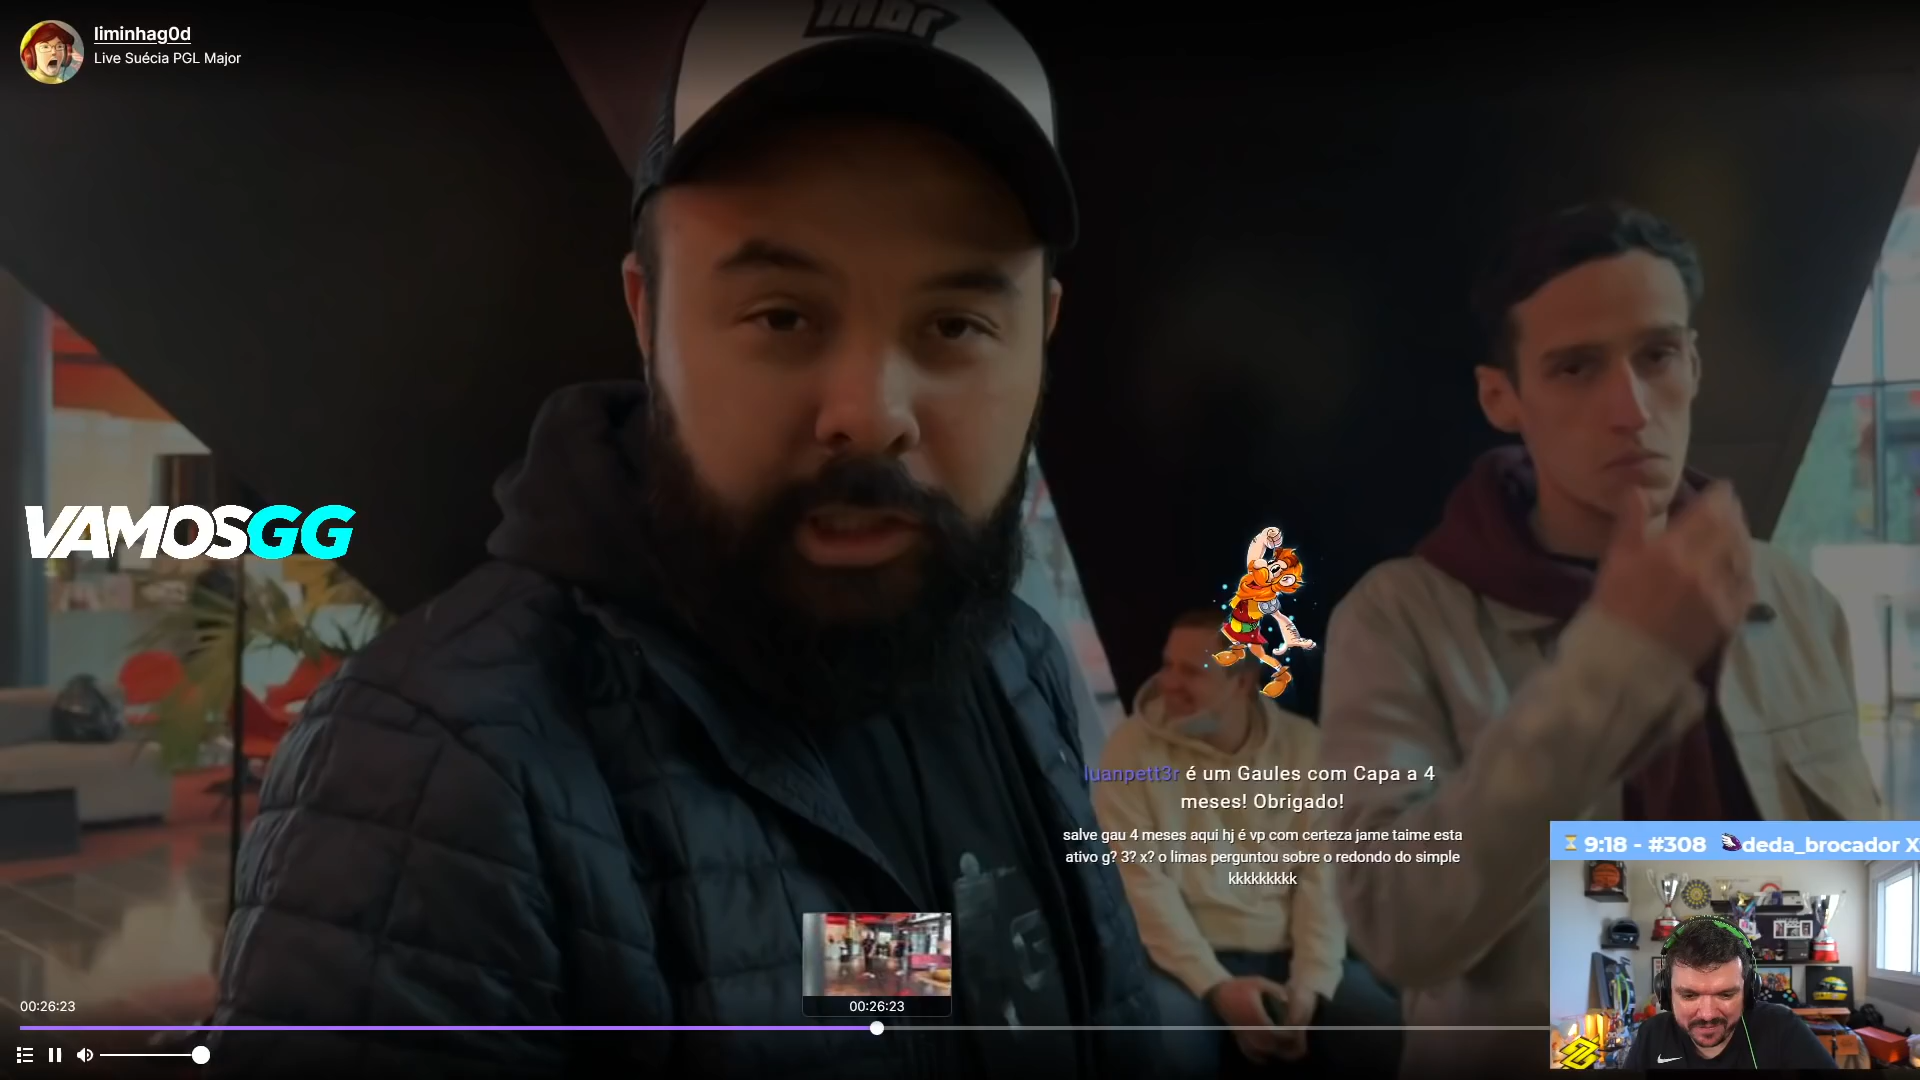 liminhag0d
Live Suécia PGL Major
mbr
VAMOSGG
luanpett3r é um Gaules com Capa a 4
meses! Obrigado!
salve gau 4 meses aqui hj é vp com certeza jame taime esta
ativo g? 3? x? o limas perguntou sobre o redondo do simple
kkkkkkkkk
9:18 - #308 deda_brocador X
00:26:23
00:26:23